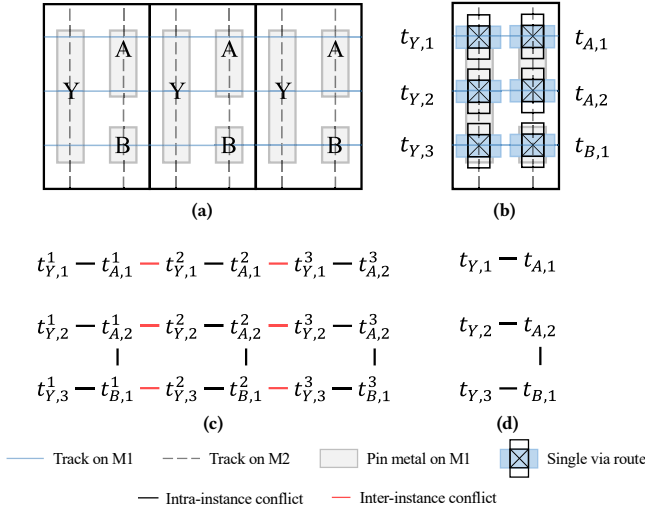 A A A
Y Y Y
B B B
t_{Y,1} t_{A,1}
t_{Y,2} t_{A,2}
t_{Y,3} t_{B,1}
(a) (b)
t^1_{Y,1} t^1_{A,1} t^2_{Y,1} t^2_{A,1} t^3_{Y,1} t^3_{A,2} t_{Y,1} t_{A,1}
t^1_{Y,2} t^1_{A,2} t^2_{Y,2} t^2_{A,2} t^3_{Y,2} t^3_{A,2} t_{Y,2} t_{A,2}
t^1_{Y,3} t^1_{B,1} t^2_{Y,3} t^2_{B,1} t^3_{Y,3} t^3_{B,1} t_{Y,3} t_{B,1}
(c) (d)
Track on M1 Track on M2 Pin metal on M1 Single via route
Intra-instance conflict Inter-instance conflict